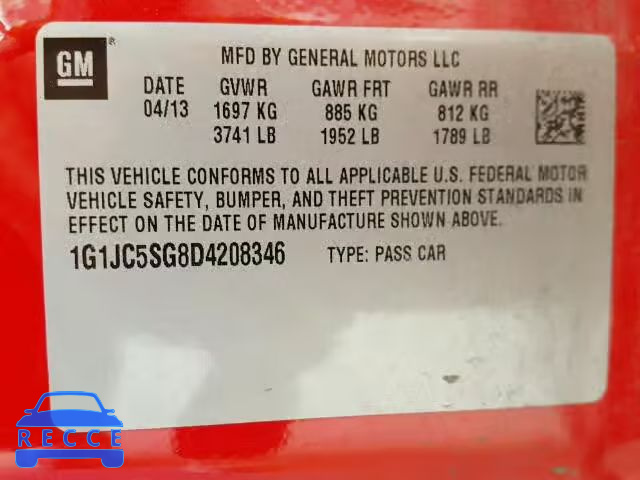 GM ®
MFD BY GENERAL MOTORS LLC
DATE GVWR GAWR FRT GAWR RR
04/13 1697 KG 885 KG 812 KG
3741 LB 1952 LB 1789 LB
THIS VEHICLE CONFORMS TO ALL APPLICABLE U.S. FEDERAL MOTOR
VEHICLE SAFETY, BUMPER, AND THEFT PREVENTION STANDARDS IN
EFFECT ON THE DATE OF MANUFACTURE SHOWN ABOVE.
1G1JC5SG8D4208346 TYPE: PASS CAR
RECCE